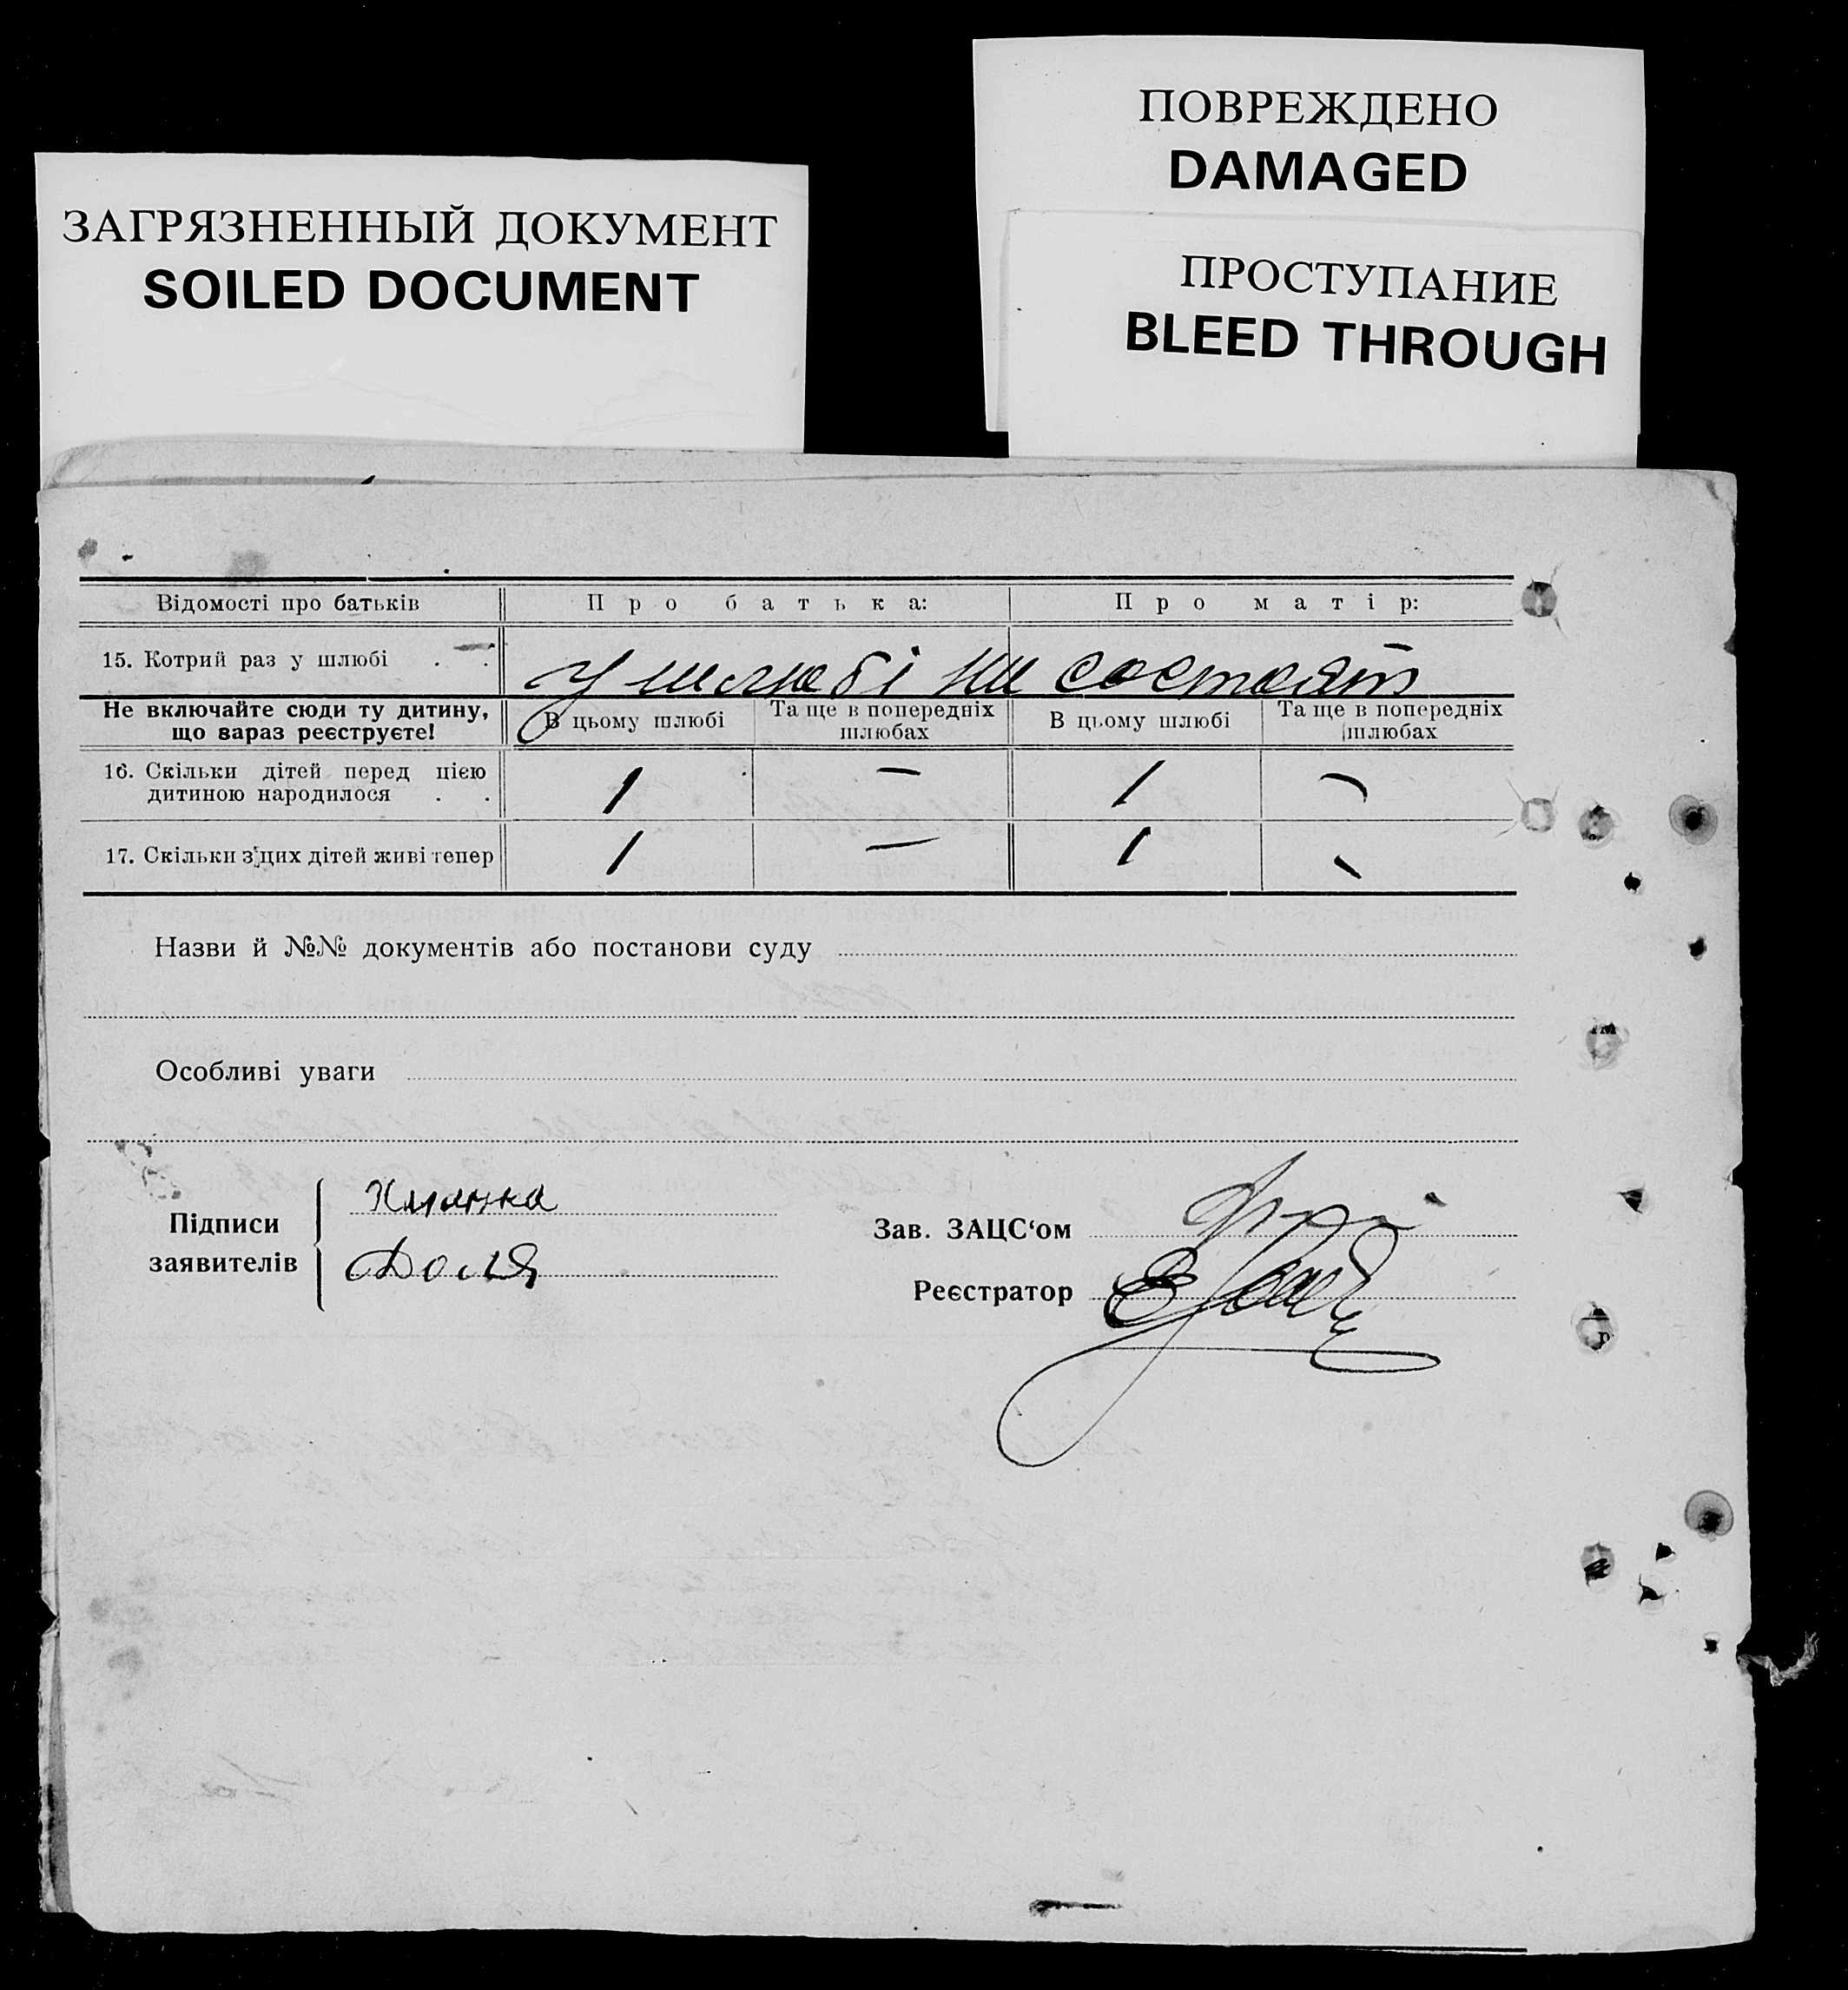 ПОВРЕЖДЕНО
DAMAGED
ЗАГРЯЗНЕННЫЙ ДОКУМЕНТ
SOILED DOCUMENT
ПРОСТУПАНИЕ
BLEED THROUGH
Відомості про батьків Про батька: Про матір:
15. Котрий раз у шлюбі . . У шлюбі ни состоят
Не включайте сюди ту дитину, що вараз реєструєте! В цьому шлюбі Та ще в попередніх шлюбах В цьому шлюбі Та ще в попередніх шлюбах
16. Скільки дітей перед цією дитиною народилося . . 1 — 1 —
17. Скільки з цих дітей живі тепер 1 — 1 —
Назви й №№ документів або постанови суду
Особливі уваги
Підписи заявителів
Доля
Зав. ЗАЦС‘ом
Реєстратор